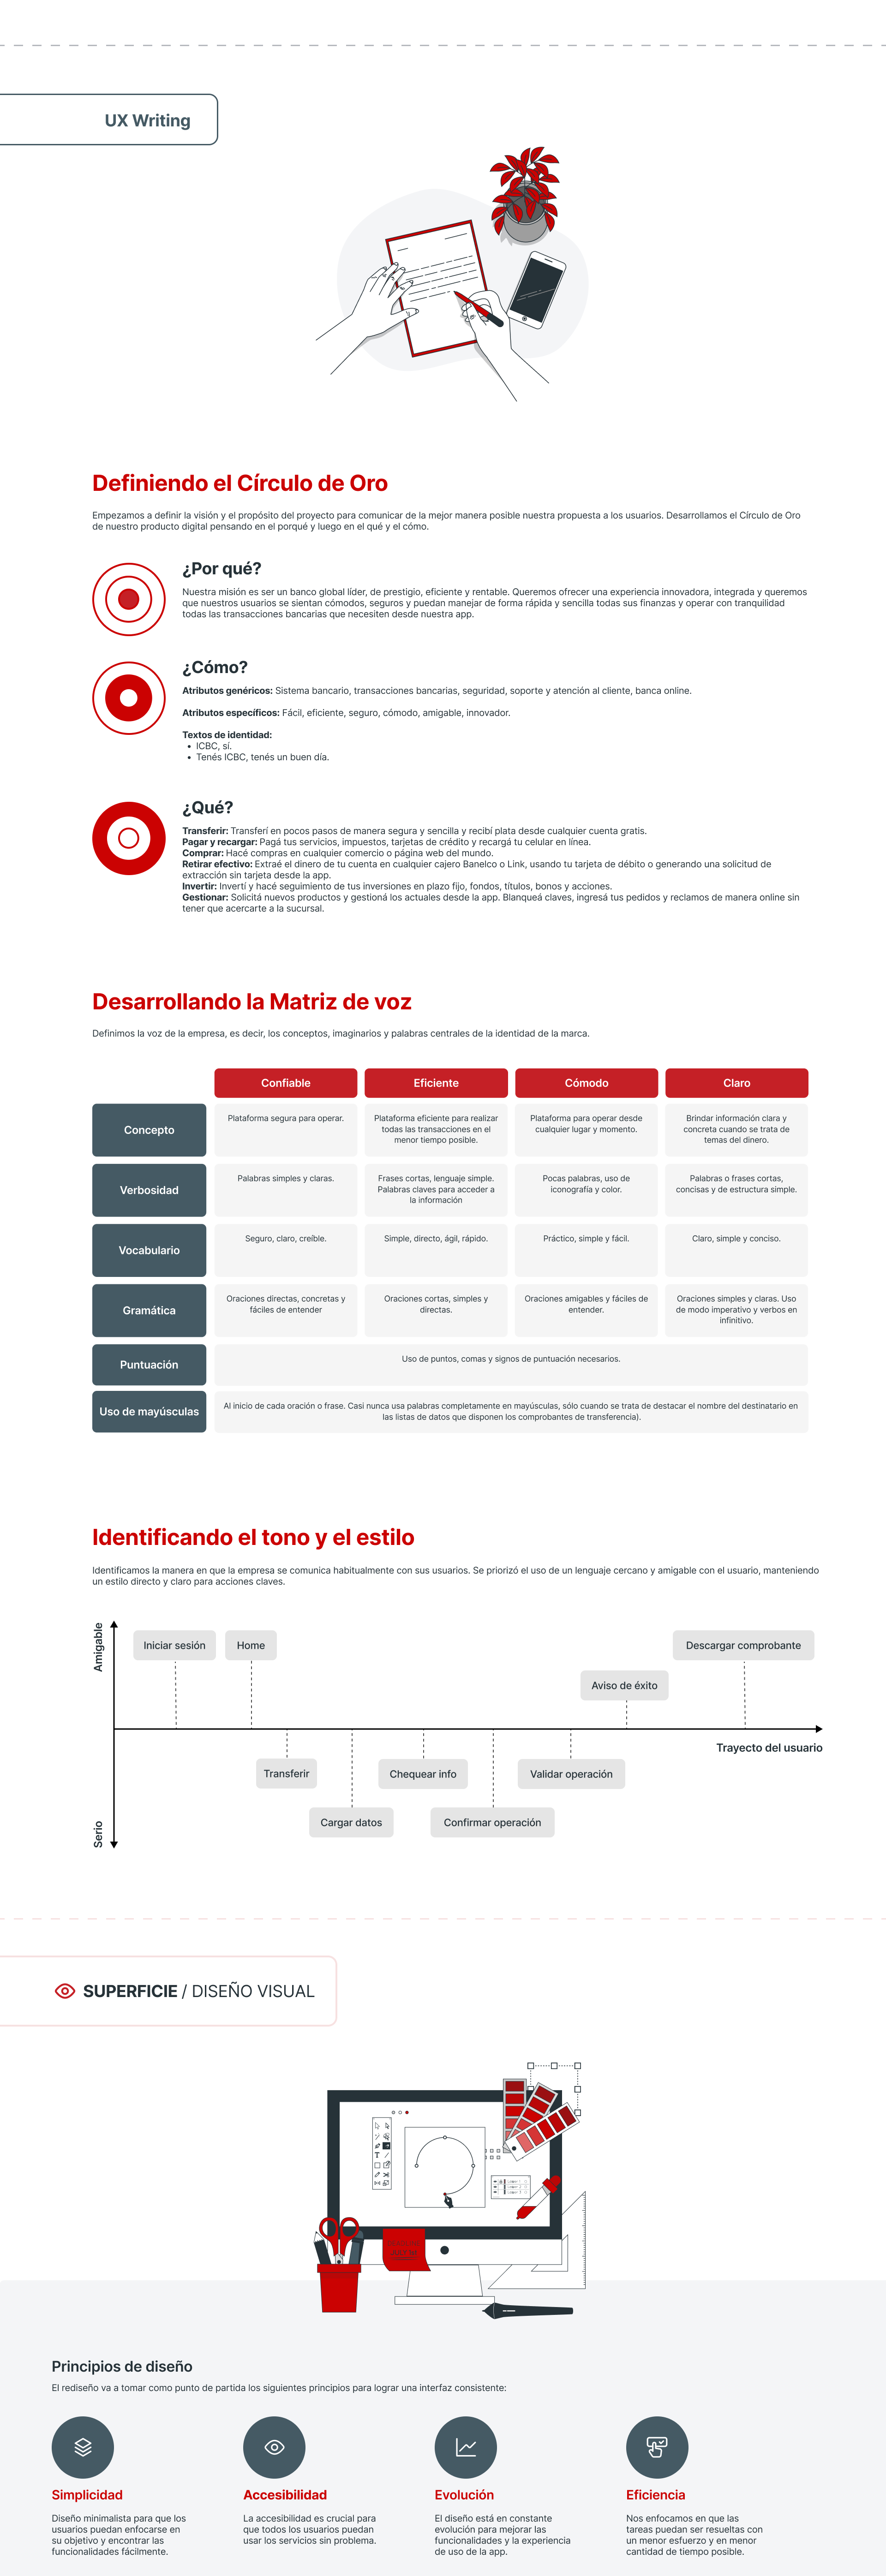 UX Writing
Definiendo el Círculo de Oro
Empezamos a definir la visión y el propósito del proyecto para comunicar de la mejor manera posible nuestra propuesta a los usuarios. Desarrollamos el Círculo de Oro
de nuestro producto digital pensando en el porqué y luego en el qué y el cómo.
¿Por qué?
Nuestra misión es ser un banco global líder, de prestigio, eficiente y rentable. Queremos ofrecer una experiencia innovadora, integrada y queremos
que nuestros usuarios se sientan cómodos, seguros y puedan manejar de forma rápida y sencilla todas sus finanzas y operar con tranquilidad
todas las transacciones bancarias que necesiten desde nuestra app.
¿Cómo?
Atributos genéricos: Sistema bancario, transacciones bancarias, seguridad, soporte y atención al cliente, banca online.
Atributos específicos: Fácil, eficiente, seguro, cómodo, amigable, innovador.
Textos de identidad:
• ICBC, sí.
• Tenés ICBC, tenés un buen día.
¿Qué?
Transferir: Transferí en pocos pasos de manera segura y sencilla y recibí plata desde cualquier cuenta gratis.
Pagar y recargar: Pagá tus servicios, impuestos, tarjetas de crédito y recargá tu celular en línea.
Comprar: Hacé compras en cualquier comercio o página web del mundo.
Retirar efectivo: Extraé el dinero de tu cuenta en cualquier cajero Banelco o Link, usando tu tarjeta de débito o generando una solicitud de
extracción sin tarjeta desde la app.
Invertir: Invertí y hacé seguimiento de tus inversiones en plazo fijo, fondos, títulos, bonos y acciones.
Gestionar: Solicitá nuevos productos y gestioná los actuales desde la app. Blanqueá claves, ingresá tus pedidos y reclamos de manera online sin
tener que acercarte a la sucursal.
Desarrollando la Matriz de voz
Definimos la voz de la empresa, es decir, los conceptos, imaginarios y palabras centrales de la identidad de la marca.
Confiable
Eficiente
Cómodo
Claro
Concepto
Plataforma segura para operar.
Plataforma eficiente para realizar
todas las transacciones en el
menor tiempo posible.
Plataforma para operar desde
cualquier lugar y momento.
Brindar información clara y
concreta cuando se trata de
temas del dinero.
Verbosidad
Palabras simples y claras.
Frases cortas, lenguaje simple.
Palabras claves para acceder a
la información
Pocas palabras, uso de
iconografía y color.
Palabras o frases cortas,
concisas y de estructura simple.
Vocabulario
Seguro, claro, creíble.
Simple, directo, ágil, rápido.
Práctico, simple y fácil.
Claro, simple y conciso.
Gramática
Oraciones directas, concretas y
fáciles de entender
Oraciones cortas, simples y
directas.
Oraciones amigables y fáciles de
entender.
Oraciones simples y claras. Uso
de modo imperativo y verbos en
infinitivo.
Puntuación
Uso de puntos, comas y signos de puntuación necesarios.
Uso de mayúsculas
Al inicio de cada oración o frase. Casi nunca usa palabras completamente en mayúsculas, sólo cuando se trata de destacar el nombre del destinatario en
las listas de datos que disponen los comprobantes de transferencia).
Identificando el tono y el estilo
Identificamos la manera en que la empresa se comunica habitualmente con sus usuarios. Se priorizó el uso de un lenguaje cercano y amigable con el usuario, manteniendo
un estilo directo y claro para acciones claves.
Amigable
Iniciar sesión
Home
Descargar comprobante
Aviso de éxito
Trayecto del usuario
Transferir
Chequear info
Validar operación
Cargar datos
Confirmar operación
Serio
SUPERFICIE / DISEÑO VISUAL
Principios de diseño
El rediseño va a tomar como punto de partida los siguientes principios para lograr una interfaz consistente:
Simplicidad
Diseño minimalista para que los
usuarios puedan enfocarse en
su objetivo y encontrar las
funcionalidades fácilmente.
Accesibilidad
La accesibilidad es crucial para
que todos los usuarios puedan
usar los servicios sin problema.
Evolución
El diseño está en constante
evolución para mejorar las
funcionalidades y la experiencia
de uso de la app.
Eficiencia
Nos enfocamos en que las
tareas puedan ser resueltas con
un menor esfuerzo y en menor
cantidad de tiempo posible.